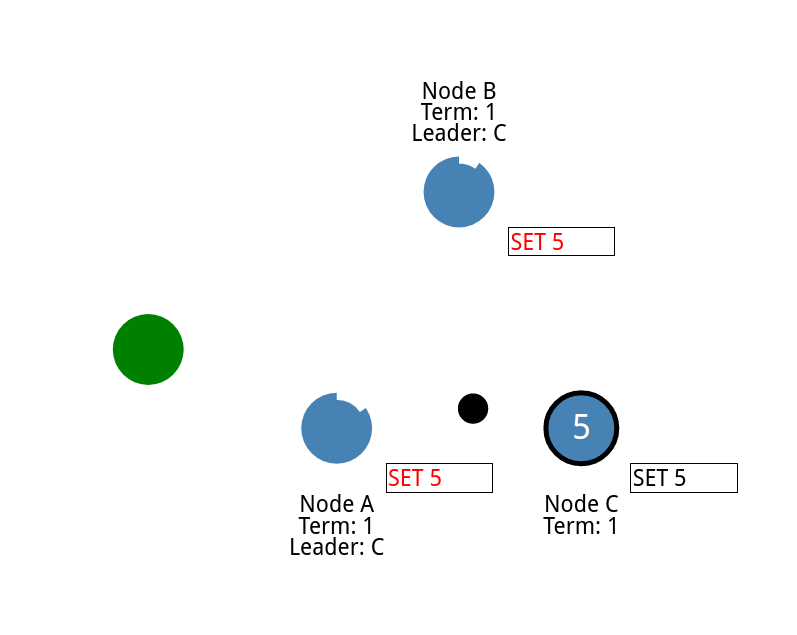 Node B
Term: 1
Leader: C
SET 5
5
SET 5
SET 5
Node A
Term: 1
Leader: C
Node C
Term: 1